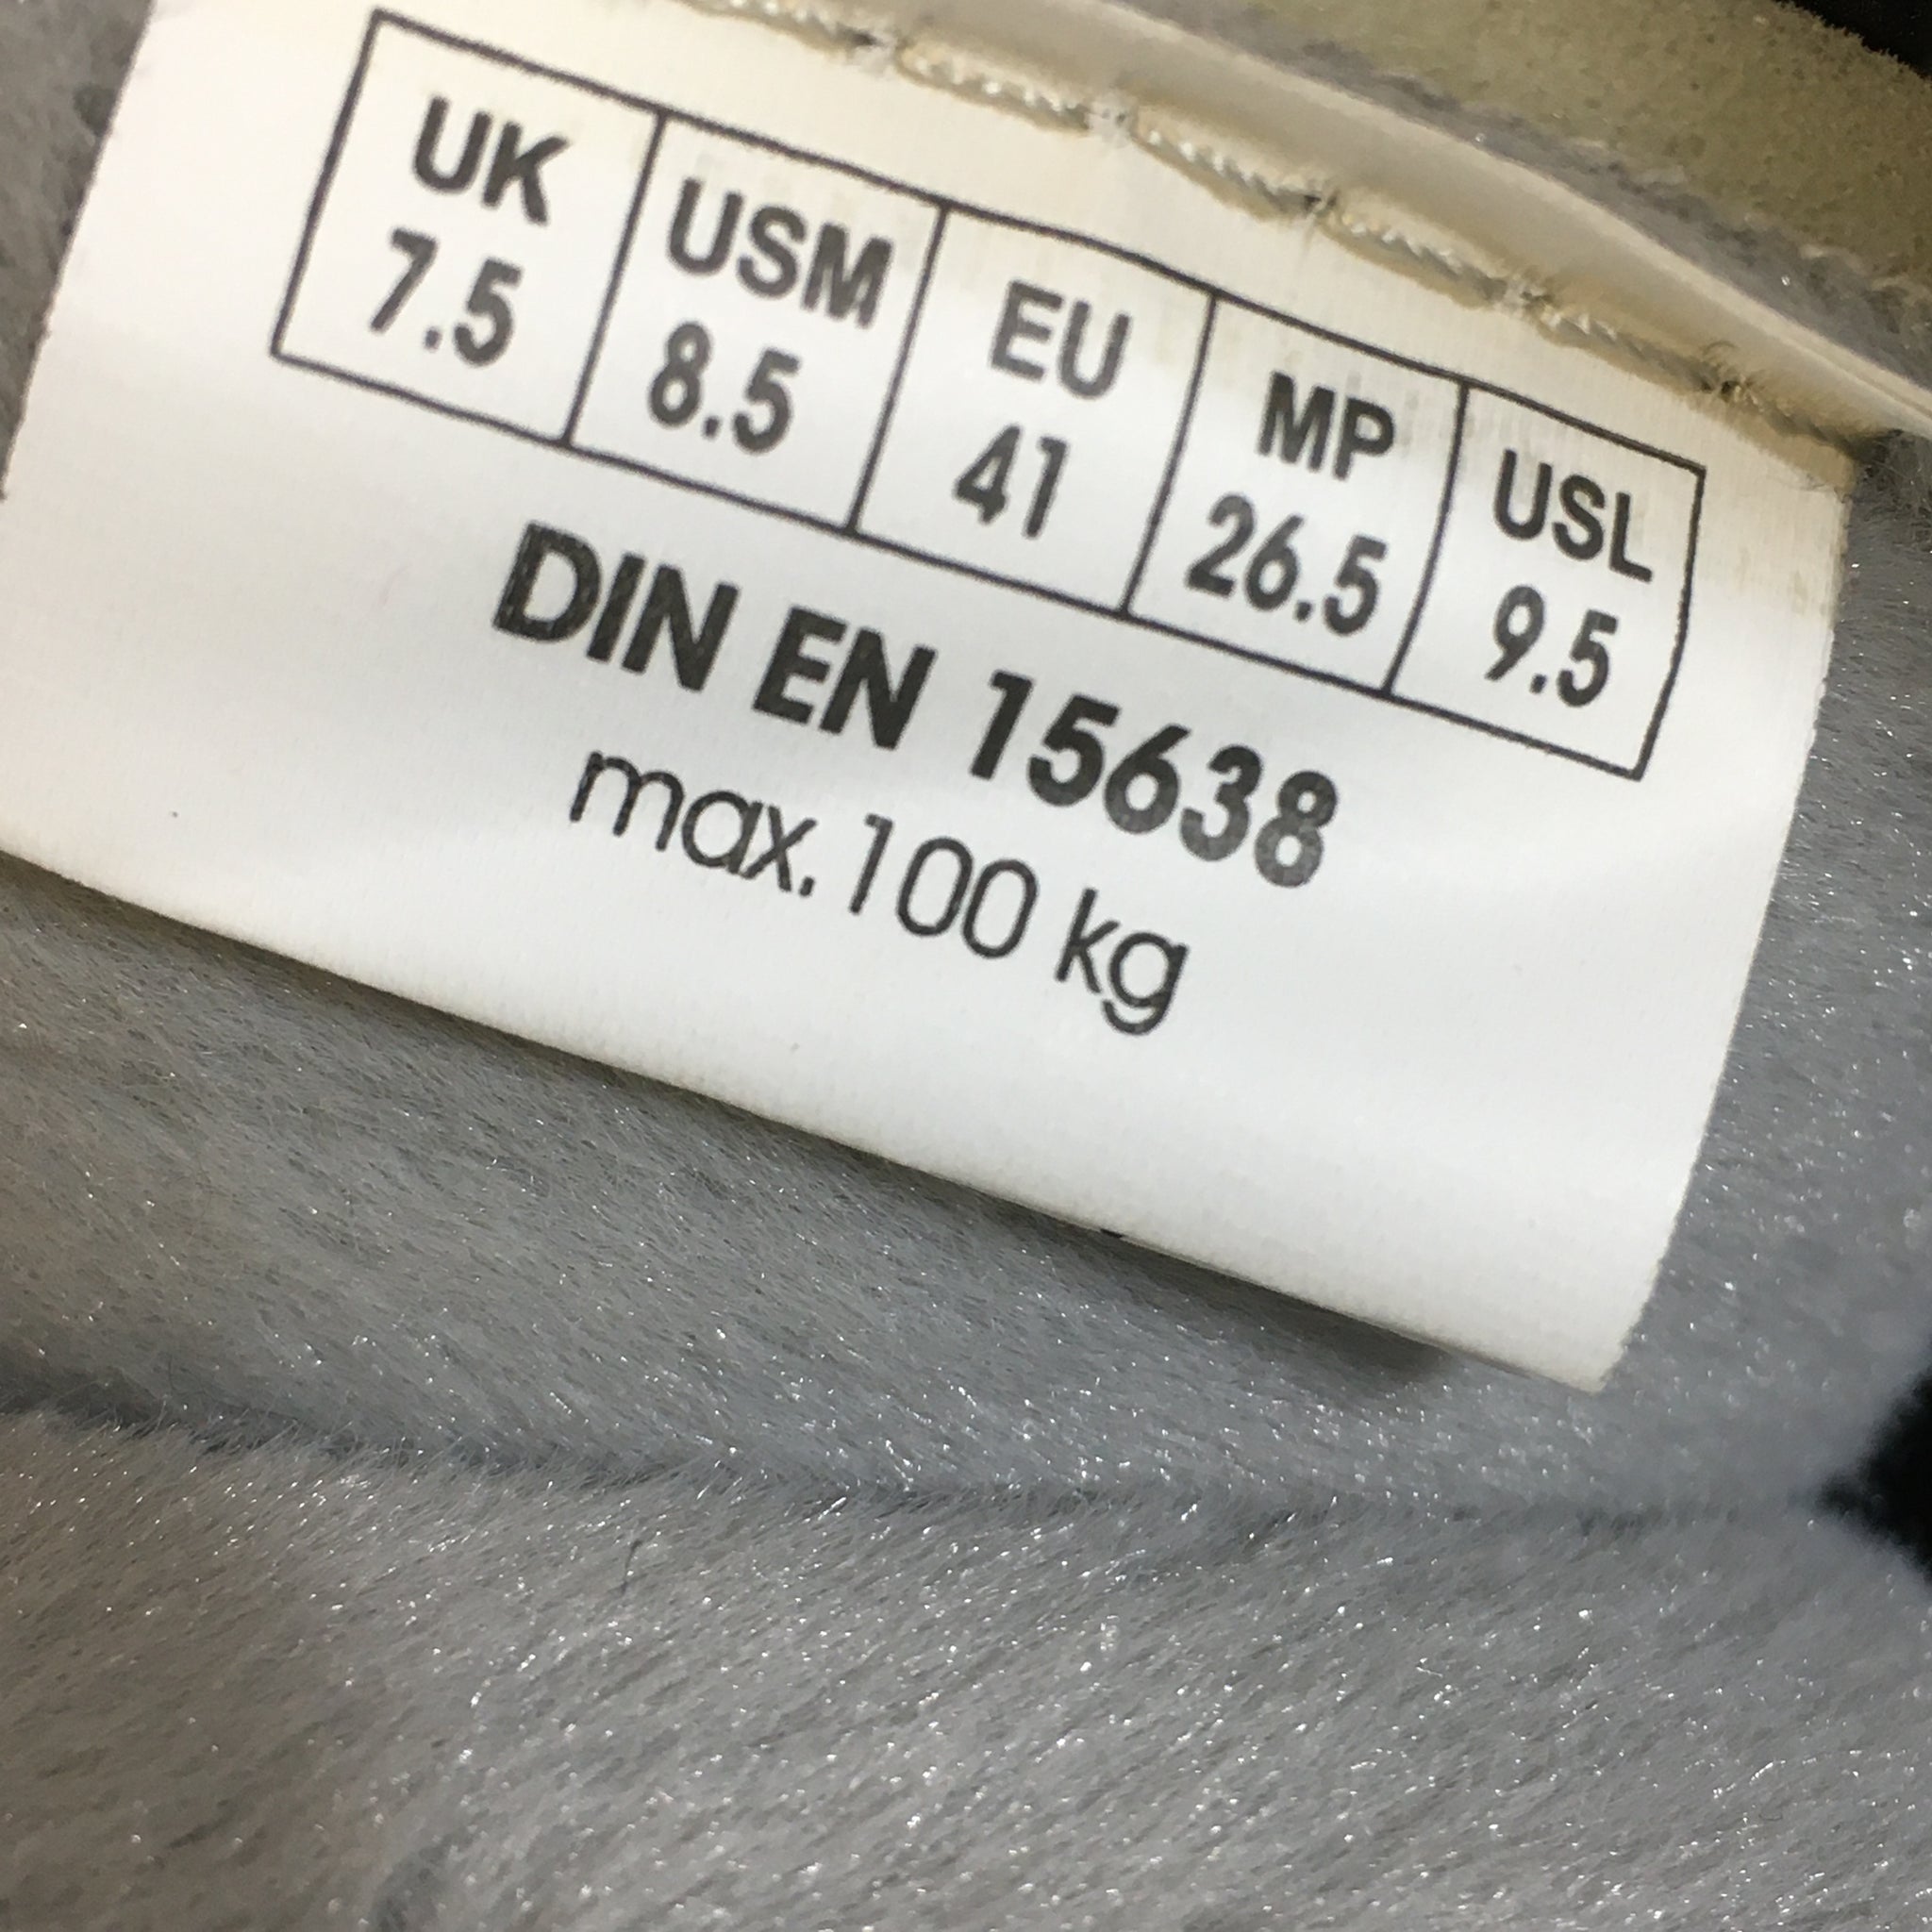 UK USM EU MP USL
7.5 8.5 41 26.5 9.5
DIN EN 15638
max. 100 kg